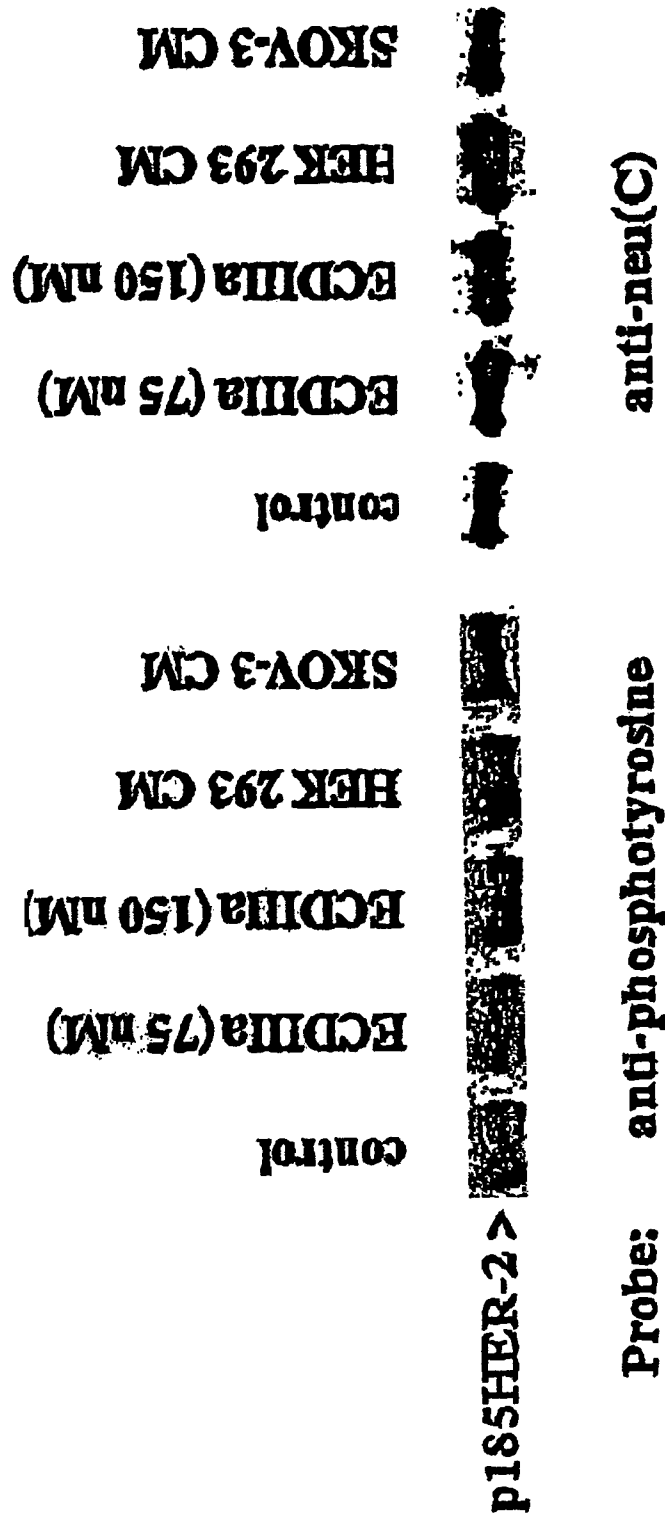 control
ECDIIIa (75 nM)
ECDIIIa (150 nM)
HEK 293 CM
SKOV-3 CM
control
ECDIIIa (75 nM)
ECDIIIa (150 nM)
HEK 293 CM
SKOV-3 CM
p185HER-2 >
Probe: anti-phosphotyrosine anti-neu(C)